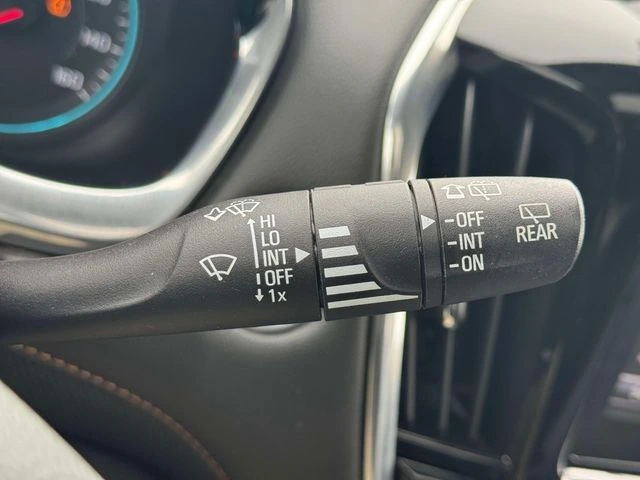 HI
LO
INT
OFF
1x
-OFF
-INT
-ON
REAR
140
160